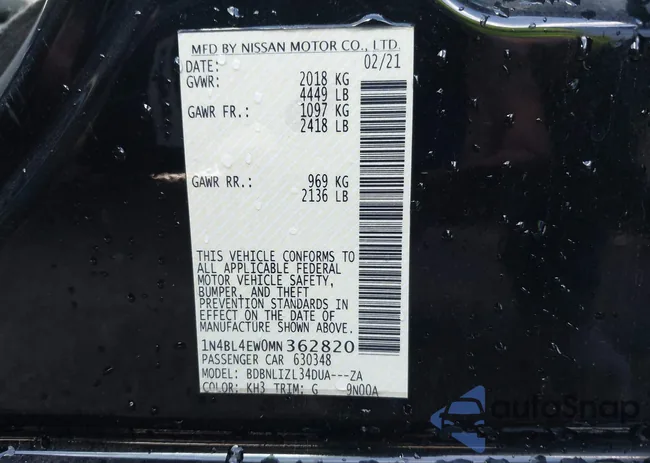 MFD BY NISSAN MOTOR CO., LTD.
DATE: 02/21
GVWR: 2018 KG
4449 LB
GAWR FR.: 1097 KG
2418 LB
GAWR RR.: 969 KG
2136 LB
THIS VEHICLE CONFORMS TO
ALL APPLICABLE FEDERAL
MOTOR VEHICLE SAFETY,
BUMPER, AND THEFT
PREVENTION STANDARDS IN
EFFECT ON THE DATE OF
MANUFACTURE SHOWN ABOVE.
1N4BL4EW0MN362820
PASSENGER CAR 630348
MODEL: BDBNLIZL34DUA---ZA
COLOR: KH3 TRIM: G 9N00A
autoSnap